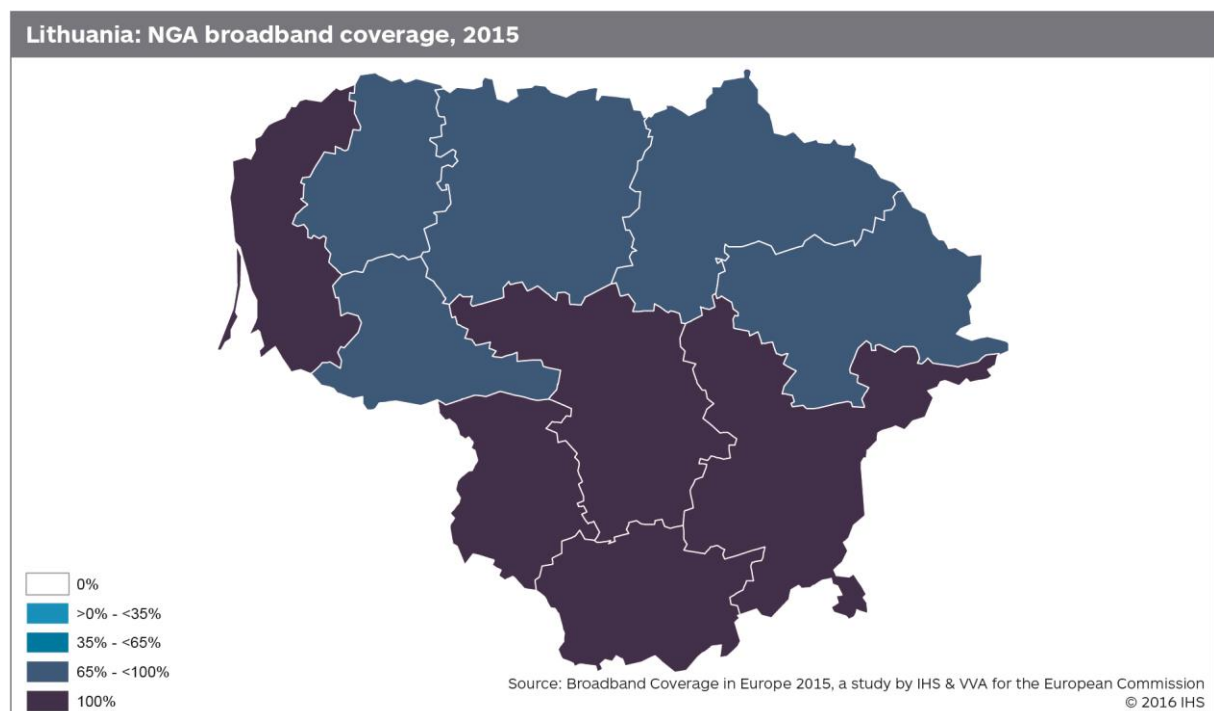 Lithuania: NGA broadband coverage, 2015
0%
>0% - <35%
35% - <65%
65% - <100%
100%
Source: Broadband Coverage in Europe 2015, a study by IHS & VVA for the European Commission
© 2016 IHS